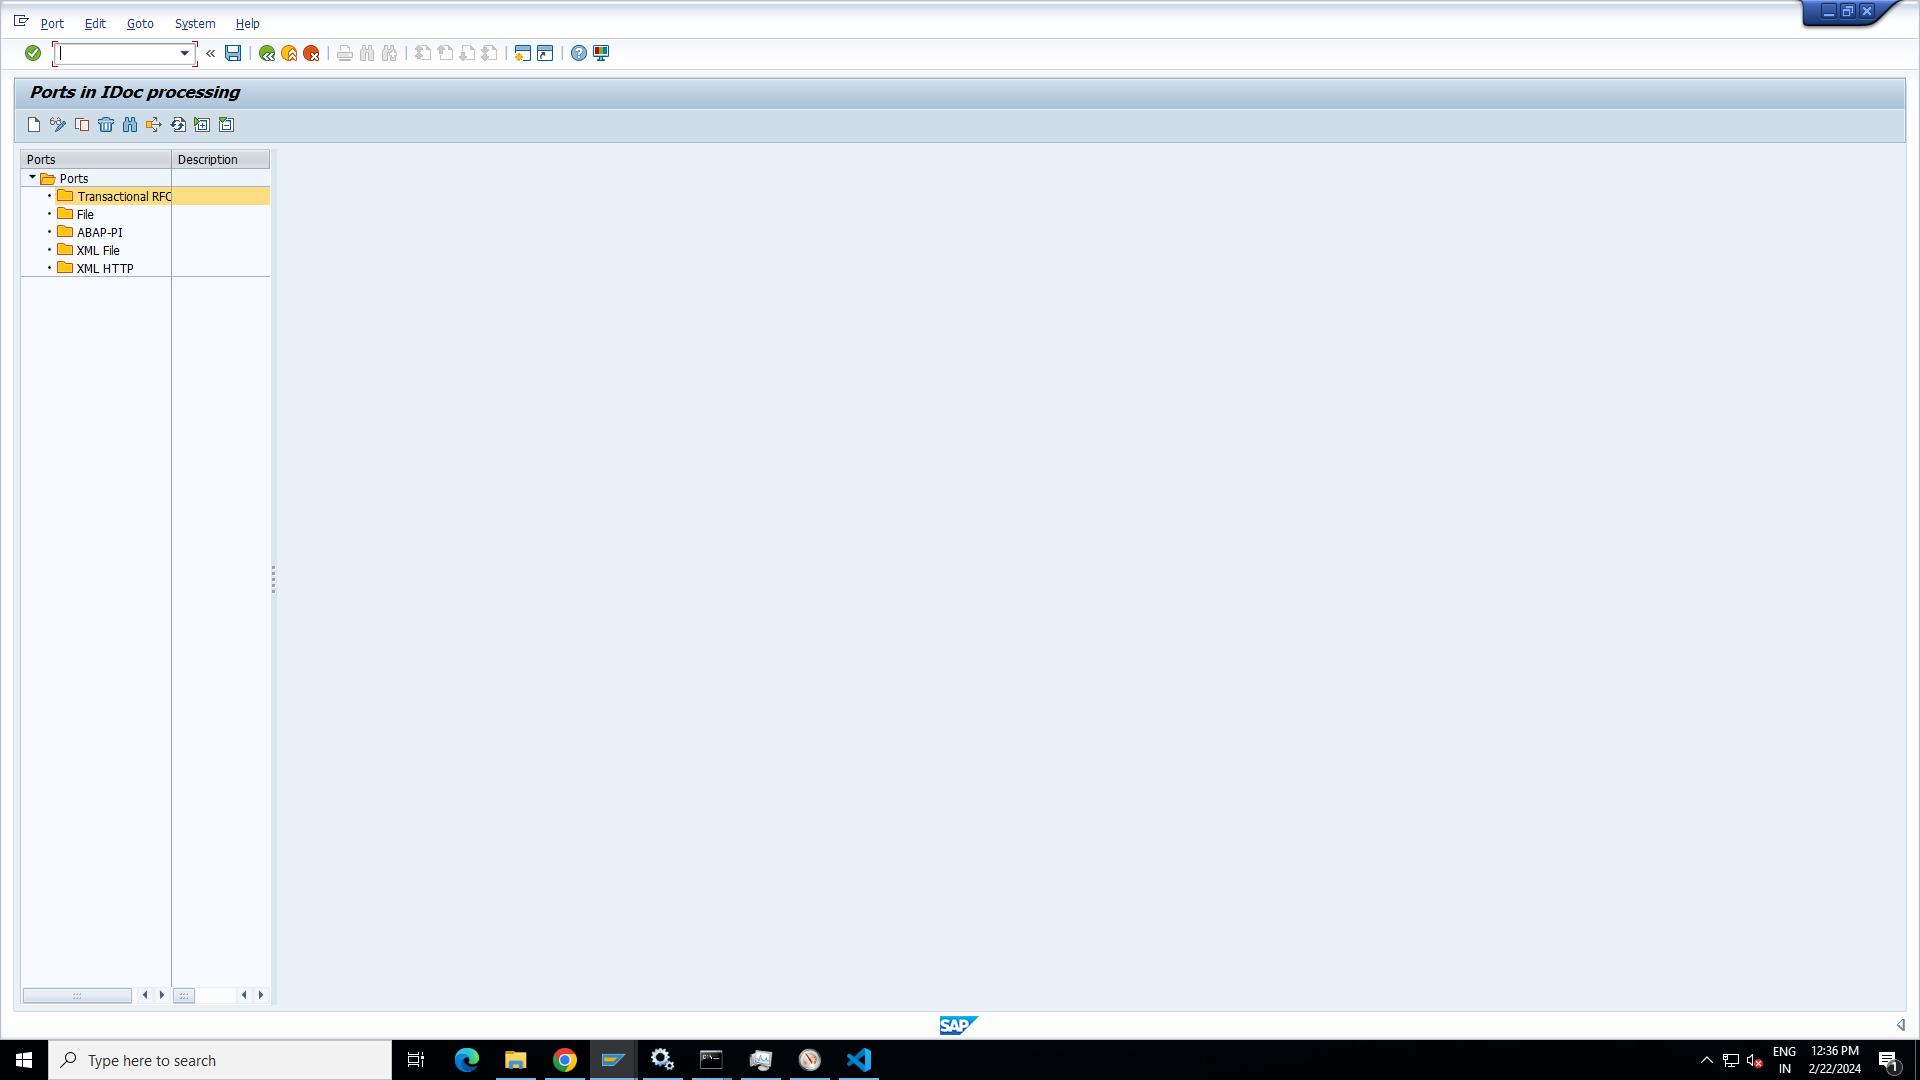 Port Edit Goto System Help
Ports in IDoc processing
Ports Description
Ports
Transactional RFC
File
ABAP-PI
XML File
XML HTTP
SAP
Type here to search
ENG
IN
12:36 PM
2/22/2024
1